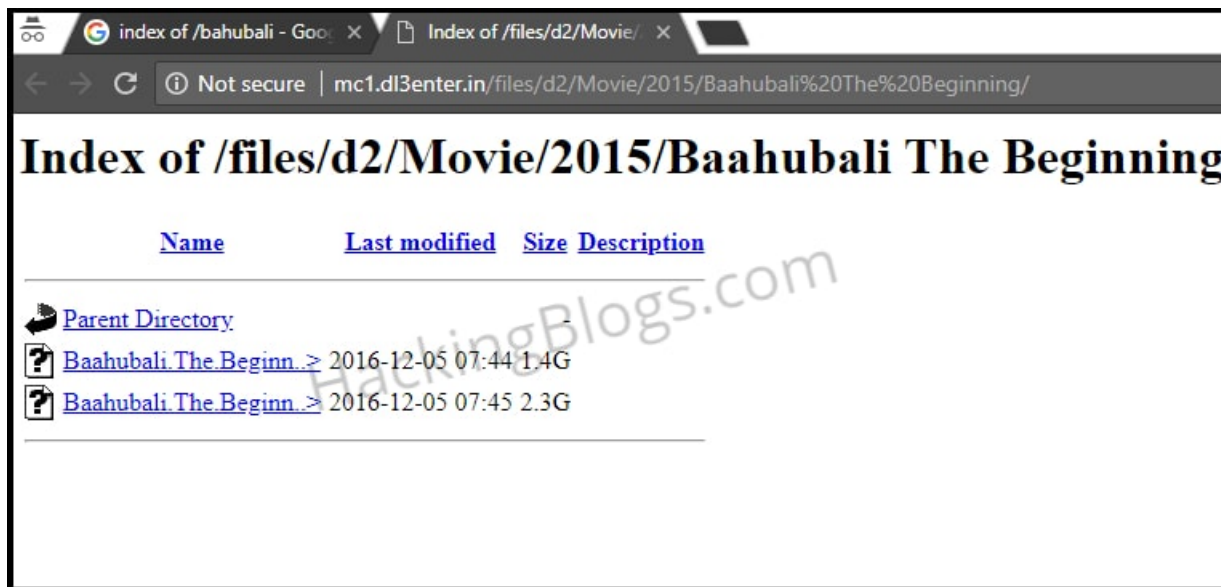 index of /bahubali - Goo
Index of /files/d2/Movie/
Not secure | mc1.dl3enter.in/files/d2/Movie/2015/Baahubali%20The%20Beginning/
Index of /files/d2/Movie/2015/Baahubali The Beginning
Name Last modified Size Description
Parent Directory -
Baahubali.The.Beginn..> 2016-12-05 07:44 1.4G
Baahubali.The.Beginn..> 2016-12-05 07:45 2.3G
HackingBlogs.com